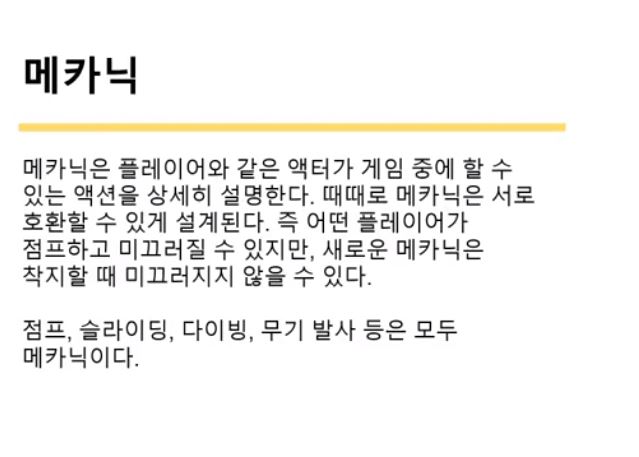 메카닉
메카닉은 플레이어와 같은 액터가 게임 중에 할 수
있는 액션을 상세히 설명한다. 때때로 메카닉은 서로
호환할 수 있게 설계된다. 즉 어떤 플레이어가
점프하고 미끄러질 수 있지만, 새로운 메카닉은
착지할 때 미끄러지지 않을 수 있다.
점프, 슬라이딩, 다이빙, 무기 발사 등은 모두
메카닉이다.